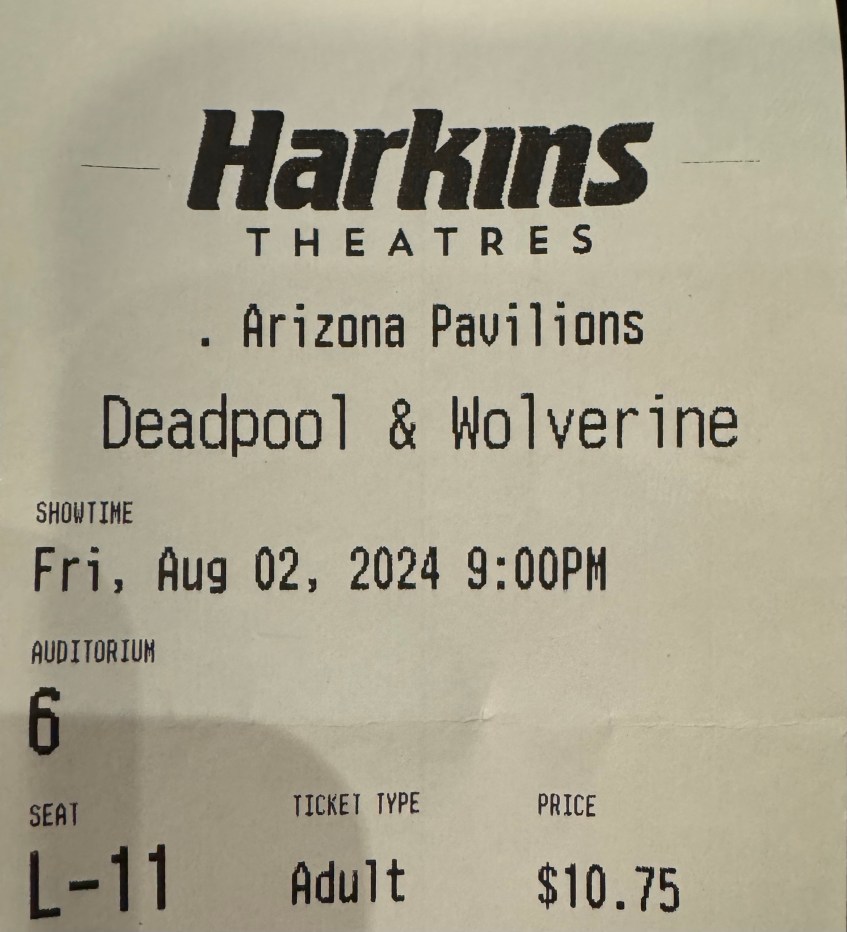 Harkins
THEATRES
. Arizona Pavilions
Deadpool & Wolverine
SHOWTIME
Fri, Aug 02, 2024 9:00PM
AUDITORIUM
6
SEAT TICKET TYPE PRICE
L-11 Adult $10.75